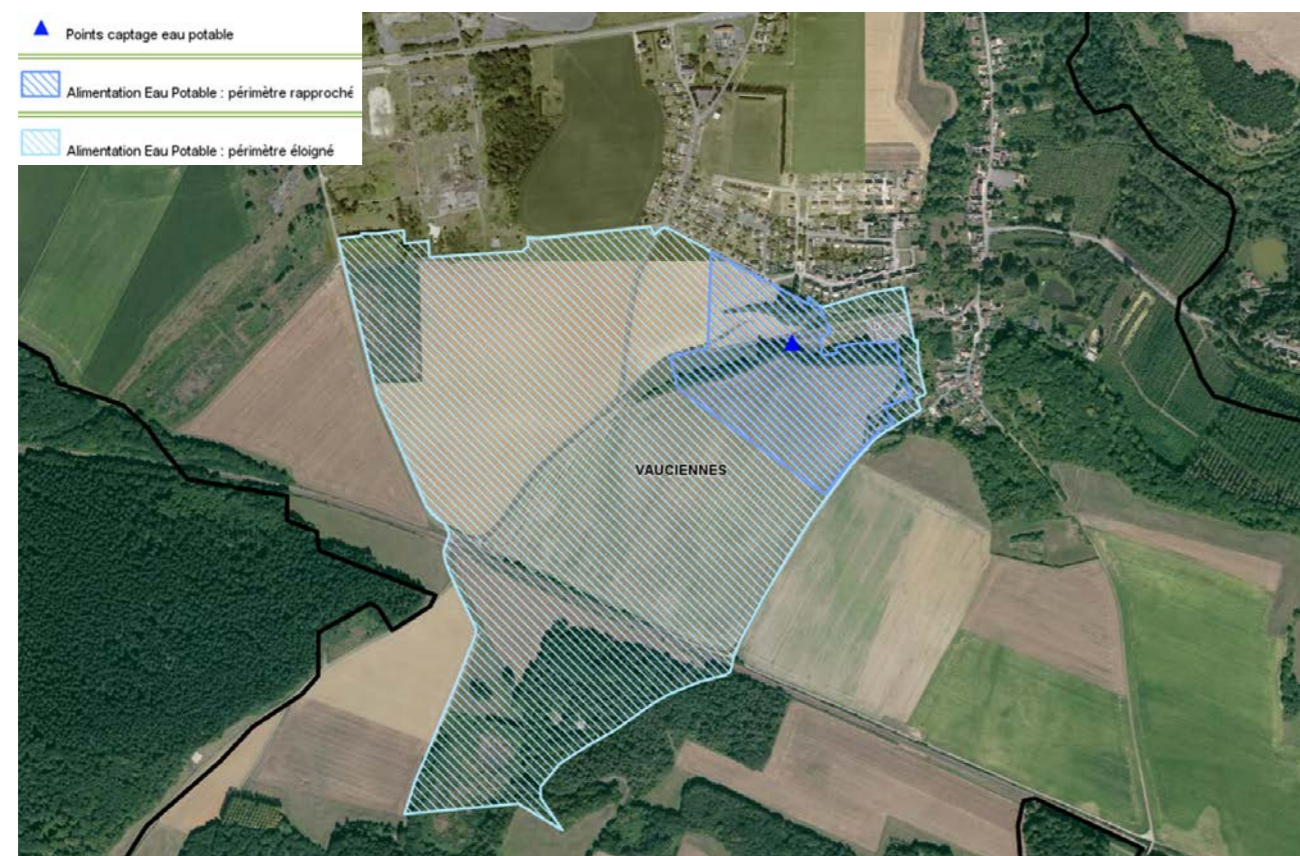 Points captage eau potable
Alimentation Eau Potable : périmètre rapproché
Alimentation Eau Potable : périmètre éloigné
VAUCIENNES